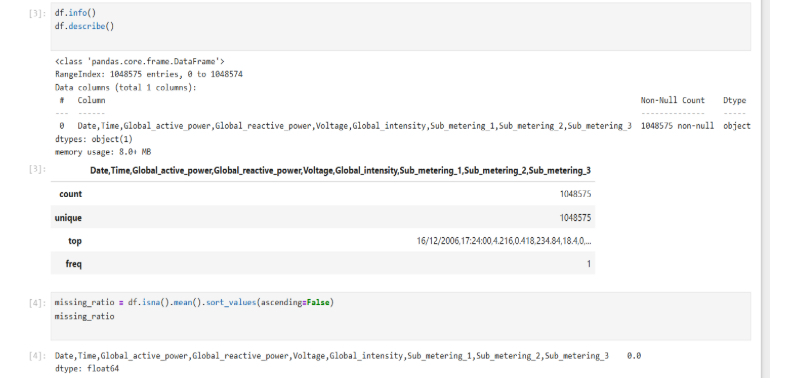 [3]: df.info()
df.describe()
<class 'pandas.core.frame.DataFrame'>
RangeIndex: 1048575 entries, 0 to 1048574
Data columns (total 1 columns):
# Column Non-Null Count Dtype
--- ------ -------------- -----
0 Date,Time,Global_active_power,Global_reactive_power,Voltage,Global_intensity,Sub_metering_1,Sub_metering_2,Sub_metering_3 1048575 non-null object
dtypes: object(1)
memory usage: 8.0+ MB
[3]: Date,Time,Global_active_power,Global_reactive_power,Voltage,Global_intensity,Sub_metering_1,Sub_metering_2,Sub_metering_3
count 1048575
unique 1048575
top 16/12/2006,17:24:00,4.216,0.418,234.84,18.4,0,...
freq 1
[4]: missing_ratio = df.isna().mean().sort_values(ascending=False)
missing_ratio
[4]: Date,Time,Global_active_power,Global_reactive_power,Voltage,Global_intensity,Sub_metering_1,Sub_metering_2,Sub_metering_3 0.0
dtype: float64